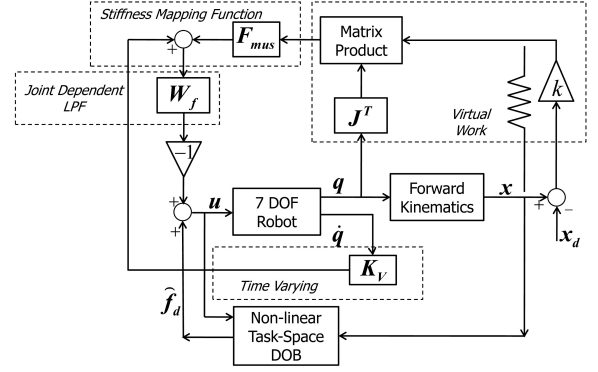 Stiffness Mapping Function
+
F_mus
Matrix
Product
k
Joint Dependent
LPF
W_f
J^T
Virtual
Work
−1
+
+
u
7 DOF
Robot
q
q̇
Forward
Kinematics
x
+
−
x_d
K_V
Time Varying
f̂_d
Non-linear
Task-Space
DOB